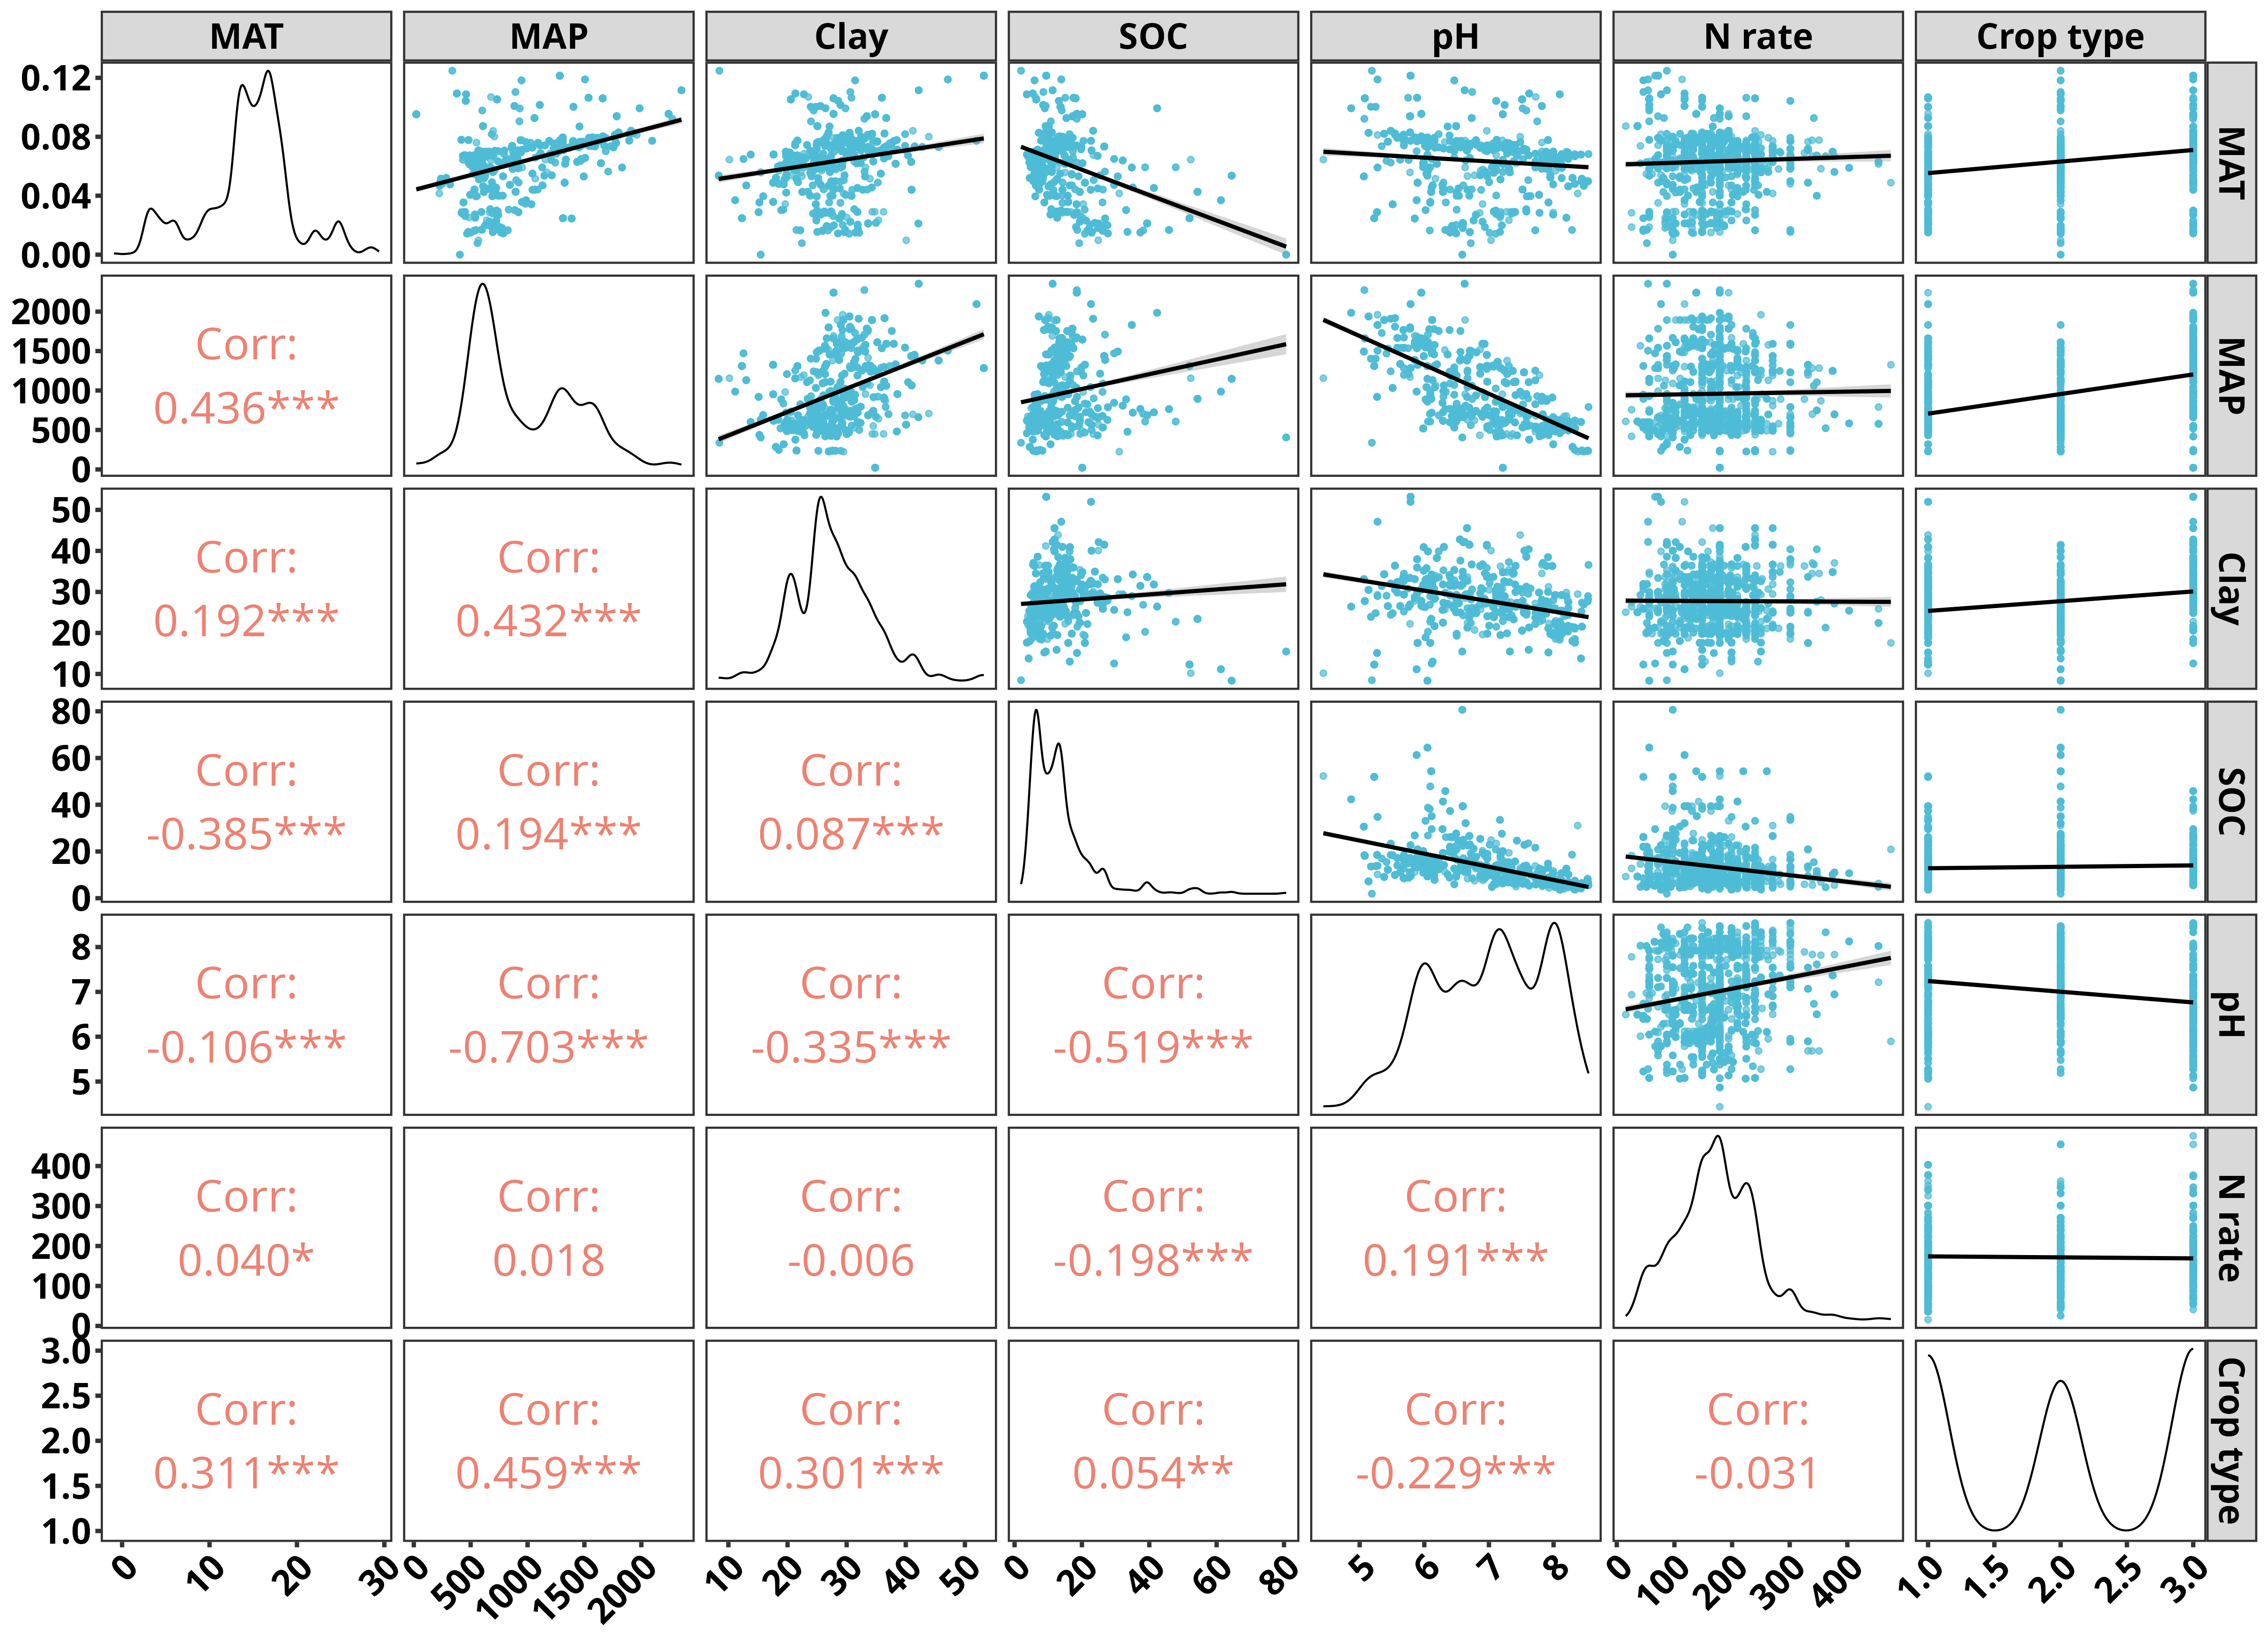 MAT MAP Clay SOC pH N rate Crop type
0.12
0.08
0.04
0.00
MAT
2000
1500
1000
500
0
Corr:
0.436***
MAP
50
40
30
20
10
Corr: Corr:
0.192*** 0.432***
Clay
80
60
40
20
0
Corr: Corr: Corr:
-0.385*** 0.194*** 0.087***
SOC
8
7
6
5
Corr: Corr: Corr: Corr:
-0.106*** -0.703*** -0.335*** -0.519***
pH
400
300
200
100
0
Corr: Corr: Corr: Corr: Corr:
0.040* 0.018 -0.006 -0.198*** 0.191***
N rate
3.0
2.5
2.0
1.5
1.0
Corr: Corr: Corr: Corr: Corr: Corr:
0.311*** 0.459*** 0.301*** 0.054** -0.229*** -0.031
Crop type
0 10 20 30 0 500 1000 1500 2000 10 20 30 40 50 0 20 40 60 80 5 6 7 8 0 100 200 300 400 1.0 1.5 2.0 2.5 3.0